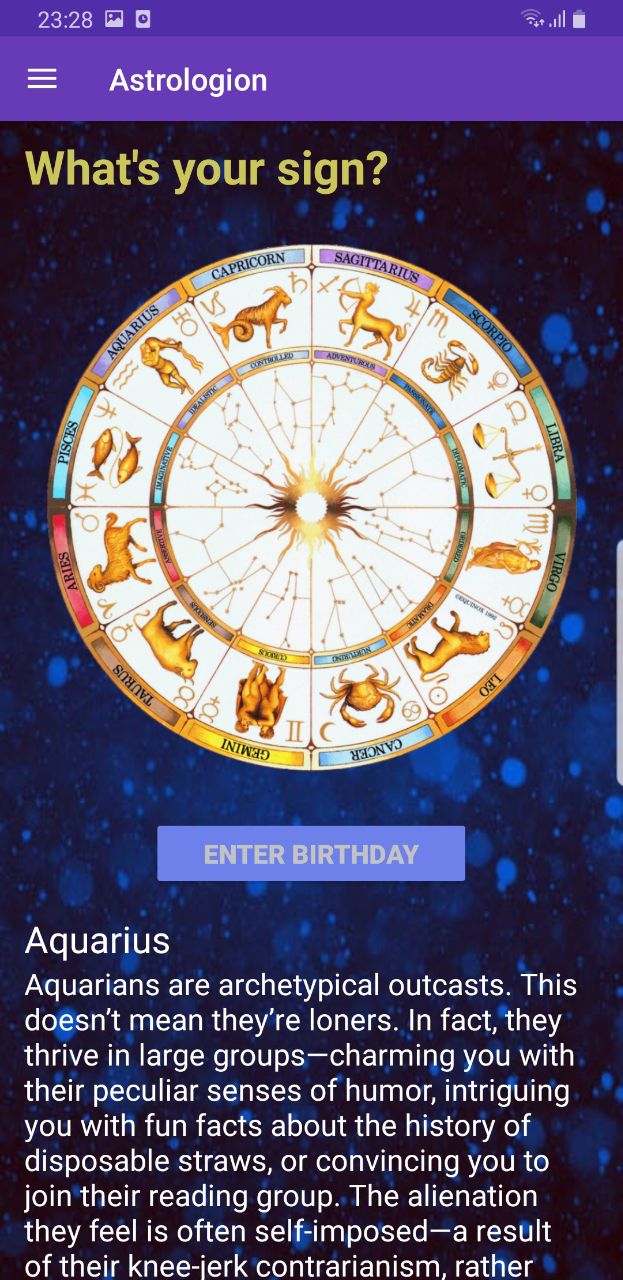 23:28
Astrologion
What's your sign?
CAPRICORN
SAGITTARIUS
AQUARIUS
SCORPIO
PISCES
LIBRA
ARIES
VIRGO
TAURUS
LEO
GEMINI
CANCER
CONTROLLED
ADVENTUROUS
IDEALISTIC
PASSIONATE
IMAGINATIVE
DIPLOMATIC
ASSERTIVE
SENSUOUS
CURIOUS
NURTURING
DRAMATIC
©EQUINOX 1992
ENTER BIRTHDAY
Aquarius
Aquarians are archetypical outcasts. This
doesn’t mean they’re loners. In fact, they
thrive in large groups—charming you with
their peculiar senses of humor, intriguing
you with fun facts about the history of
disposable straws, or convincing you to
join their reading group. The alienation
they feel is often self-imposed—a result
of their knee-jerk contrarianism, rather